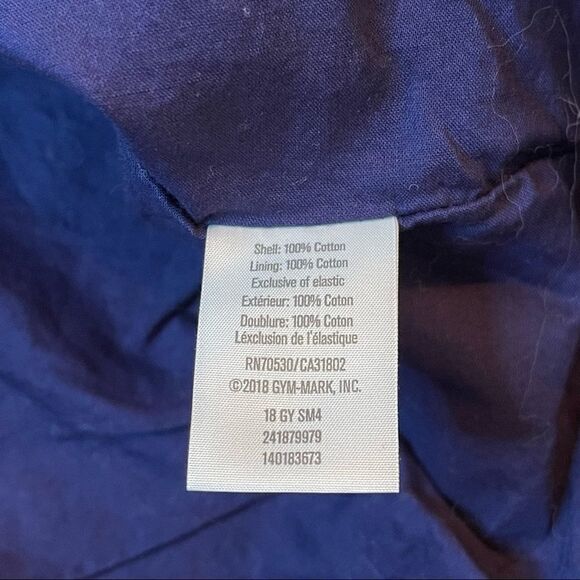 Shell: 100% Cotton
Lining: 100% Cotton
Exclusive of elastic
Extérieur: 100% Coton
Doublure: 100% Coton
Léxclusion de l'élastique
RN70530/CA31802
©2018 GYM-MARK, INC.
18 GY SM4
241879979
140183673